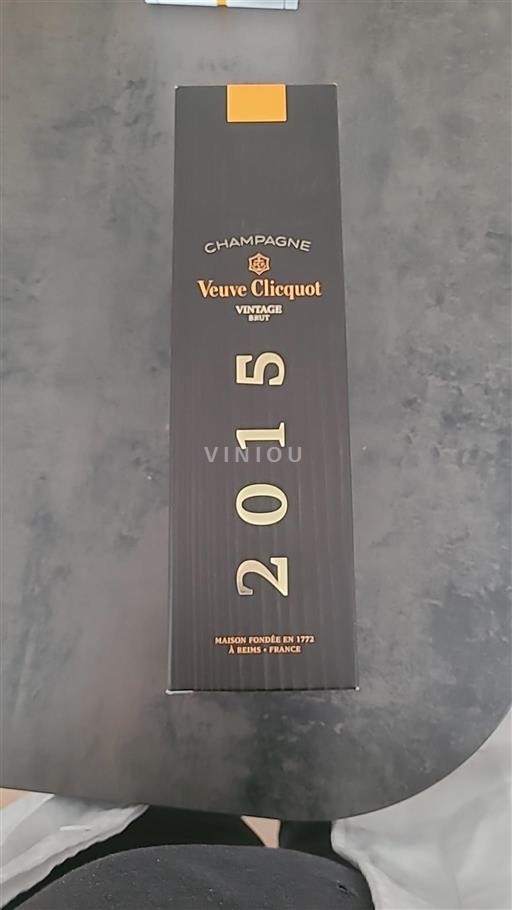 CHAMPAGNE
Veuve Clicquot
VINTAGE
BRUT
2015
VINIOU
MAISON FONDÉE EN 1772
À REIMS • FRANCE